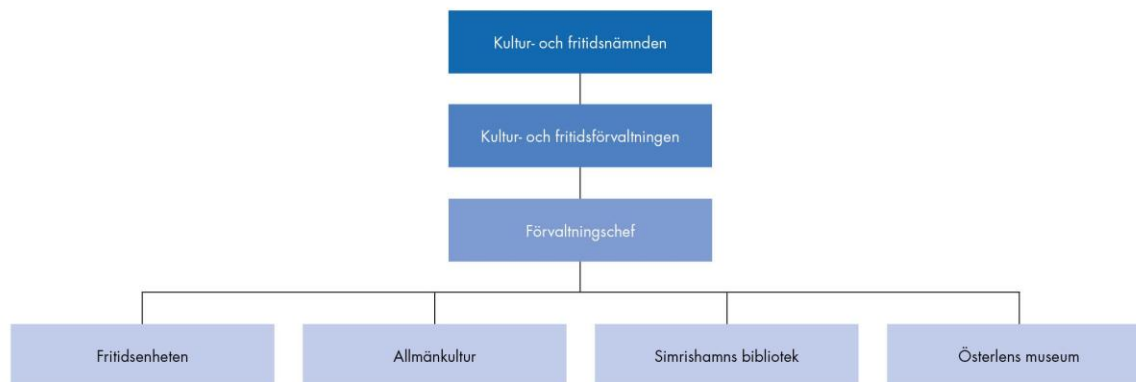 Kultur- och fritidsnämnden
Kultur- och fritidsförvaltningen
Förvaltningschef
Fritidsenheten
Allmänkultur
Simrishamns bibliotek
Österlens museum